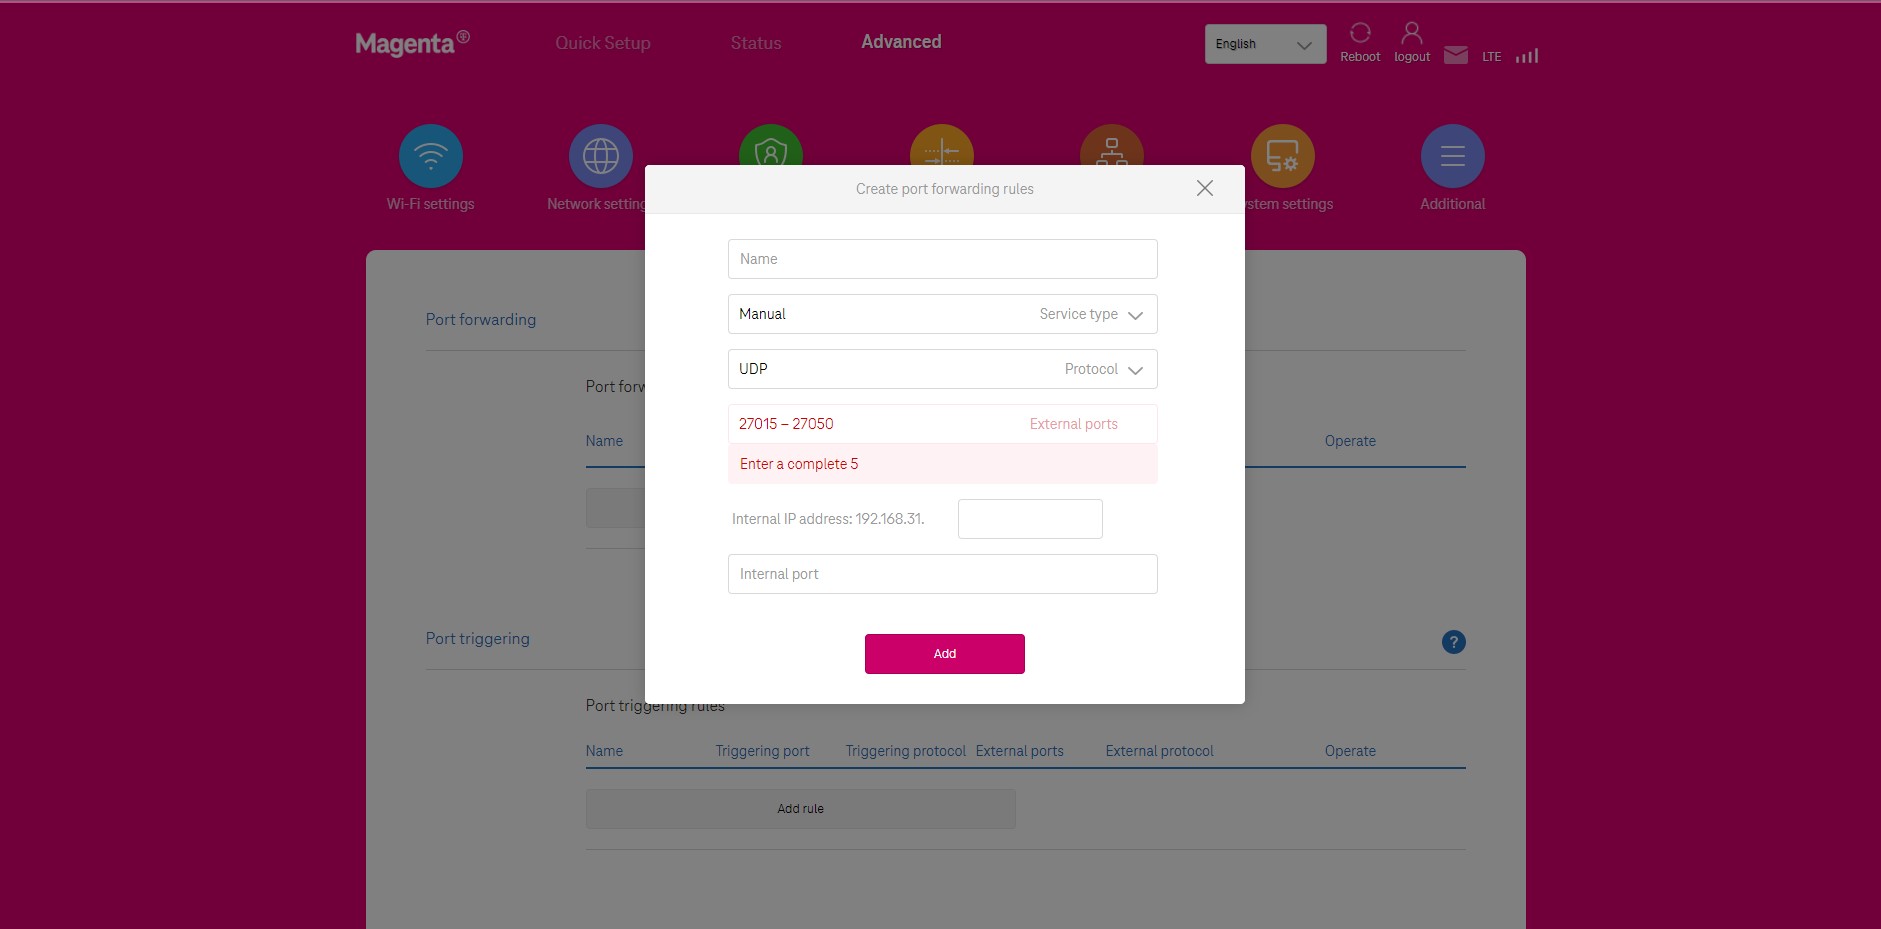 Magenta
Quick Setup
Status
Advanced
English
Reboot
logout
LTE
Wi-Fi settings
Network setting
stem settings
Additional
Create port forwarding rules
Name
Manual
Service type
UDP
Protocol
27015 – 27050
External ports
Enter a complete 5
Internal IP address: 192.168.31.
Internal port
Add
Port forwarding
Port forw
Name
Operate
Port triggering
?
Port triggering rules
Name
Triggering port
Triggering protocol
External ports
External protocol
Operate
Add rule